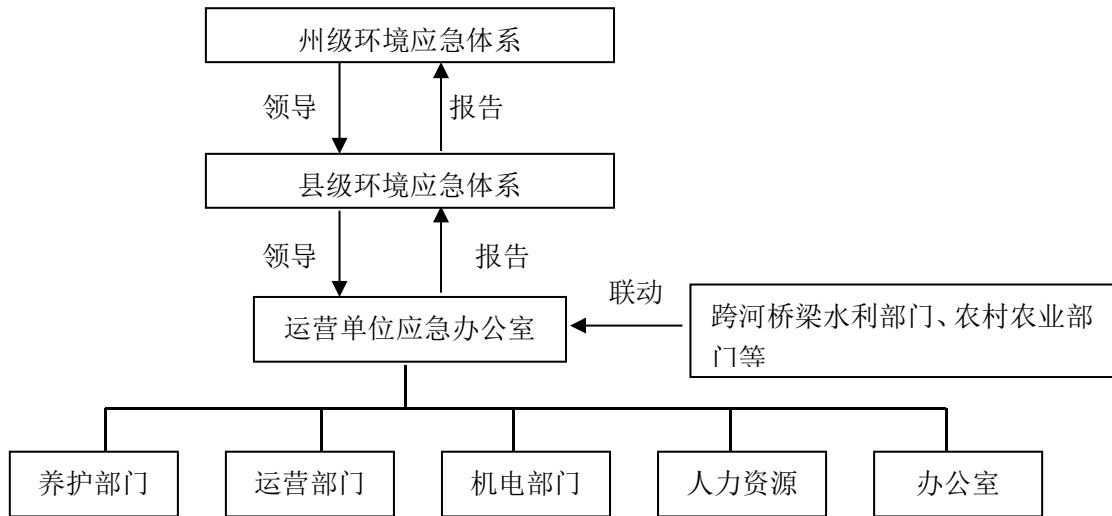 州级环境应急体系
领导
报告
县级环境应急体系
领导
报告
联动
运营单位应急办公室
跨河桥梁水利部门、农村农业部
门等
养护部门
运营部门
机电部门
人力资源
办公室